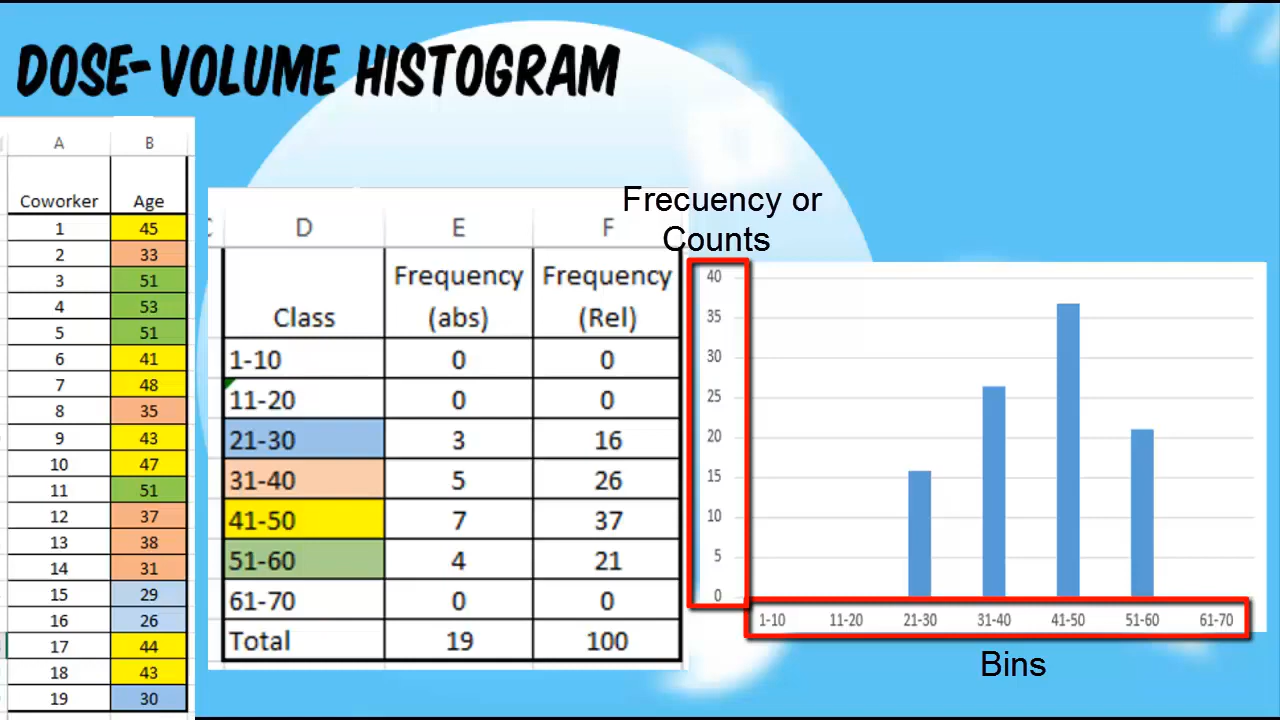 DOSE-VOLUME HISTOGRAM
A B
Coworker Age
1 45
2 33
3 51
4 53
5 51
6 41
7 48
8 35
9 43
10 47
11 51
12 37
13 38
14 31
15 29
16 26
17 44
18 43
19 30
D E F
Class Frequency (abs) Frequency (Rel)
1-10 0 0
11-20 0 0
21-30 3 16
31-40 5 26
41-50 7 37
51-60 4 21
61-70 0 0
Total 19 100
Frecuency or
Counts
40
35
30
25
20
15
10
5
0
1-10 11-20 21-30 31-40 41-50 51-60 61-70
Bins